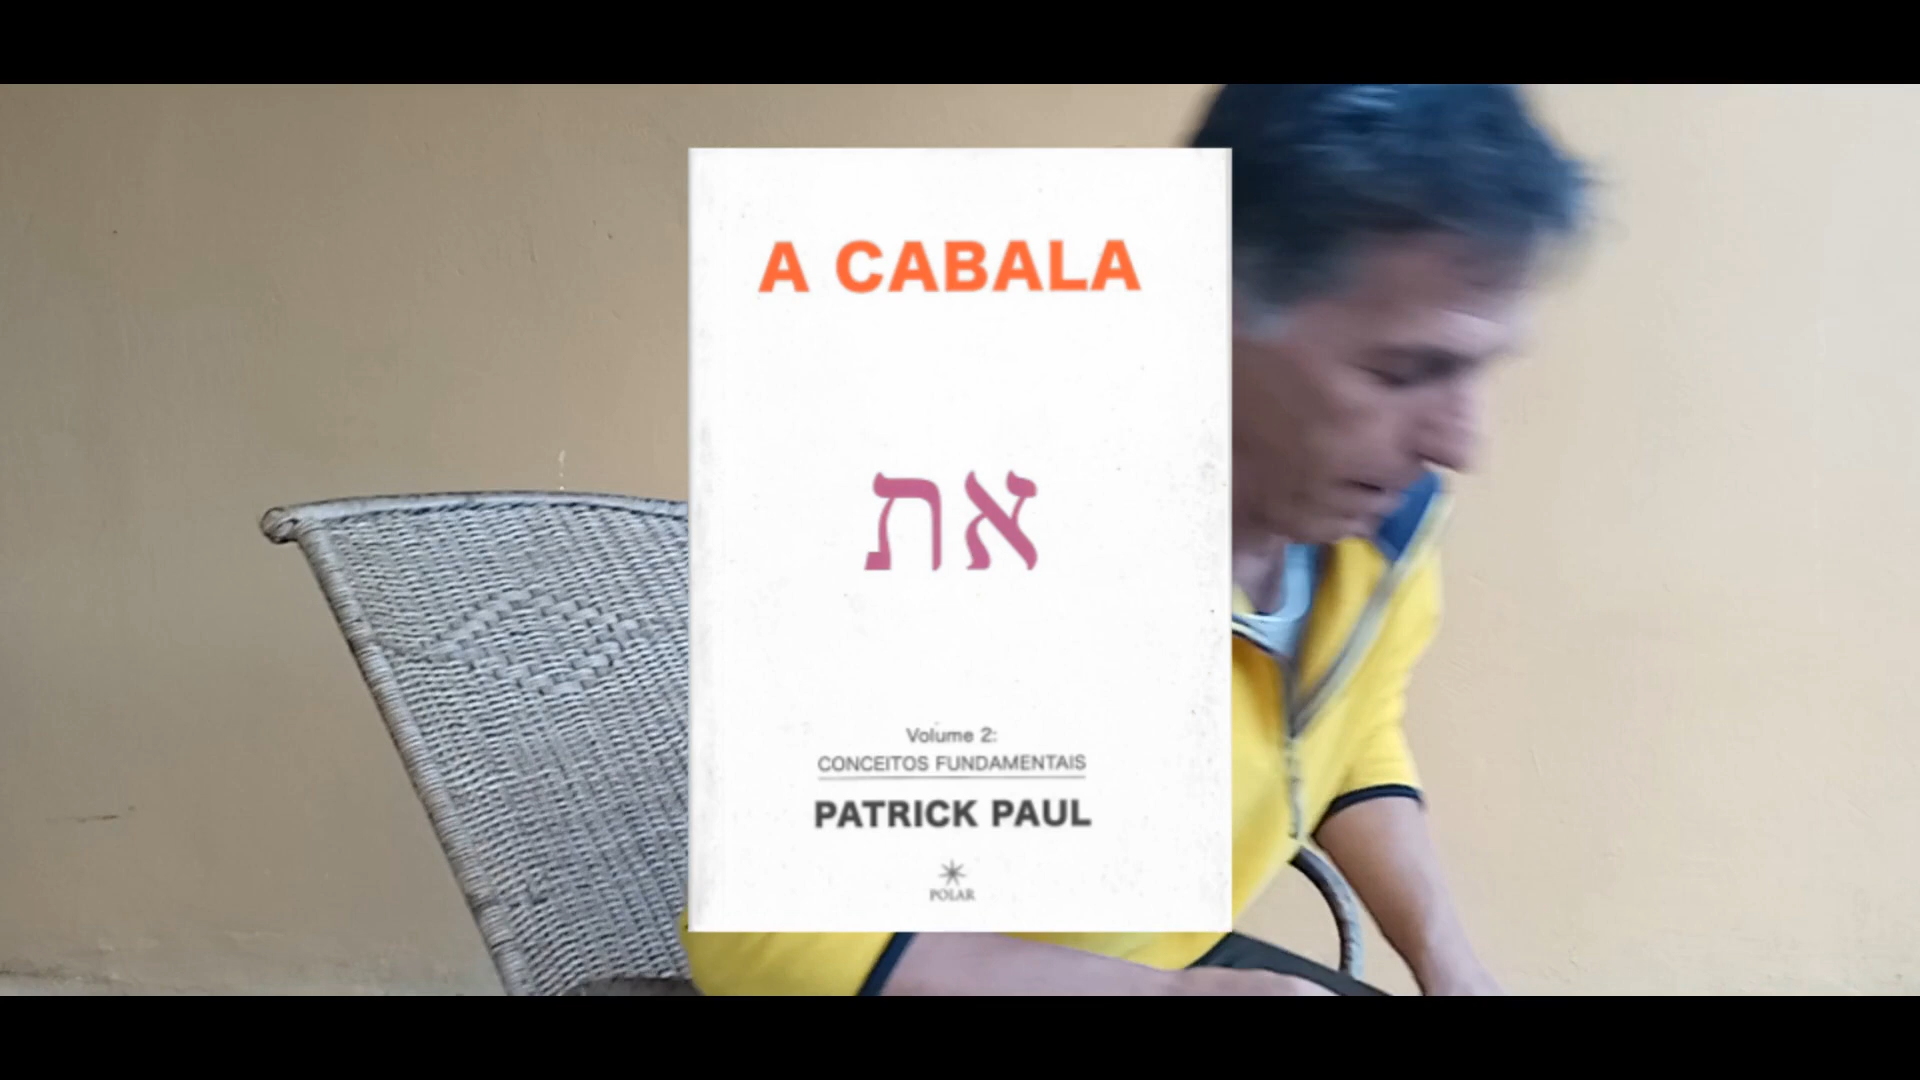 A CABALA
את
Volume 2:
CONCEITOS FUNDAMENTAIS
PATRICK PAUL
POLAR